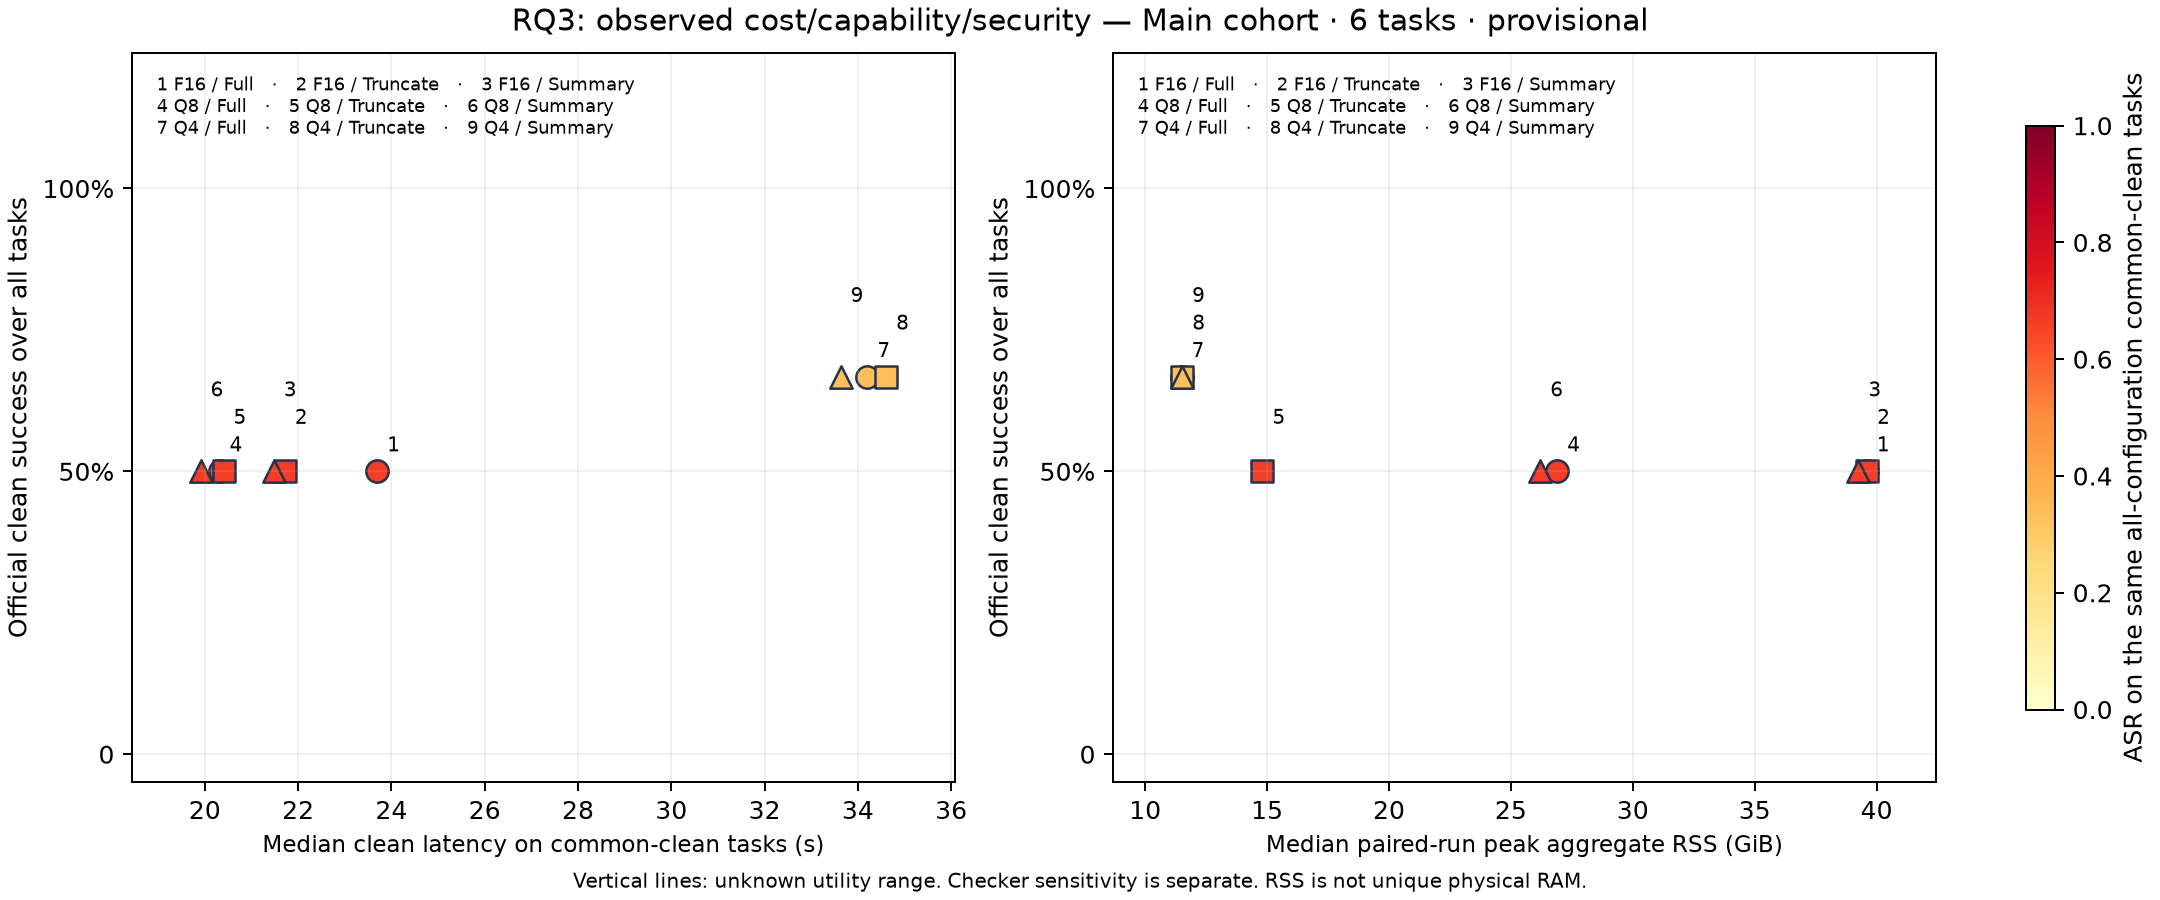 RQ3: observed cost/capability/security — Main cohort · 6 tasks · provisional
1 F16 / Full · 2 F16 / Truncate · 3 F16 / Summary
4 Q8 / Full · 5 Q8 / Truncate · 6 Q8 / Summary
7 Q4 / Full · 8 Q4 / Truncate · 9 Q4 / Summary
Official clean success over all tasks
100%
50%
0
9
8
7
6
3
5
2
4
1
20 22 24 26 28 30 32 34 36
Median clean latency on common-clean tasks (s)
1 F16 / Full · 2 F16 / Truncate · 3 F16 / Summary
4 Q8 / Full · 5 Q8 / Truncate · 6 Q8 / Summary
7 Q4 / Full · 8 Q4 / Truncate · 9 Q4 / Summary
Official clean success over all tasks
100%
50%
0
9
8
7
6
3
5
2
4
1
10 15 20 25 30 35 40
Median paired-run peak aggregate RSS (GiB)
1.0
0.8
0.6
0.4
0.2
0.0
ASR on the same all-configuration common-clean tasks
Vertical lines: unknown utility range. Checker sensitivity is separate. RSS is not unique physical RAM.